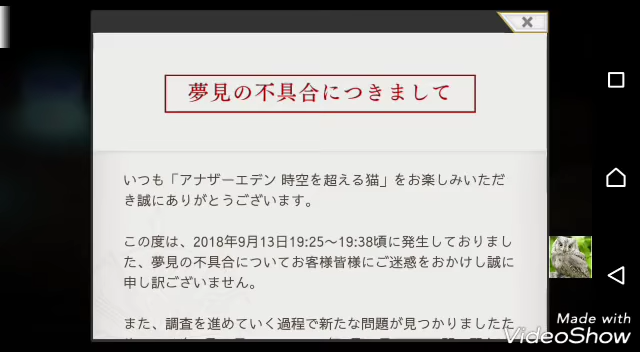 夢見の不具合につきまして
いつも「アナザーエデン 時空を超える猫」をお楽しみいただ
き誠にありがとうございます。
この度は、2018年9月13日19:25〜19:38頃に発生しておりまし
た、夢見の不具合についてお客様皆様にご迷惑をおかけし誠に
申し訳ございません。
また、調査を進めていく過程で新たな問題が見つかりましたた
Made with
VideoShow